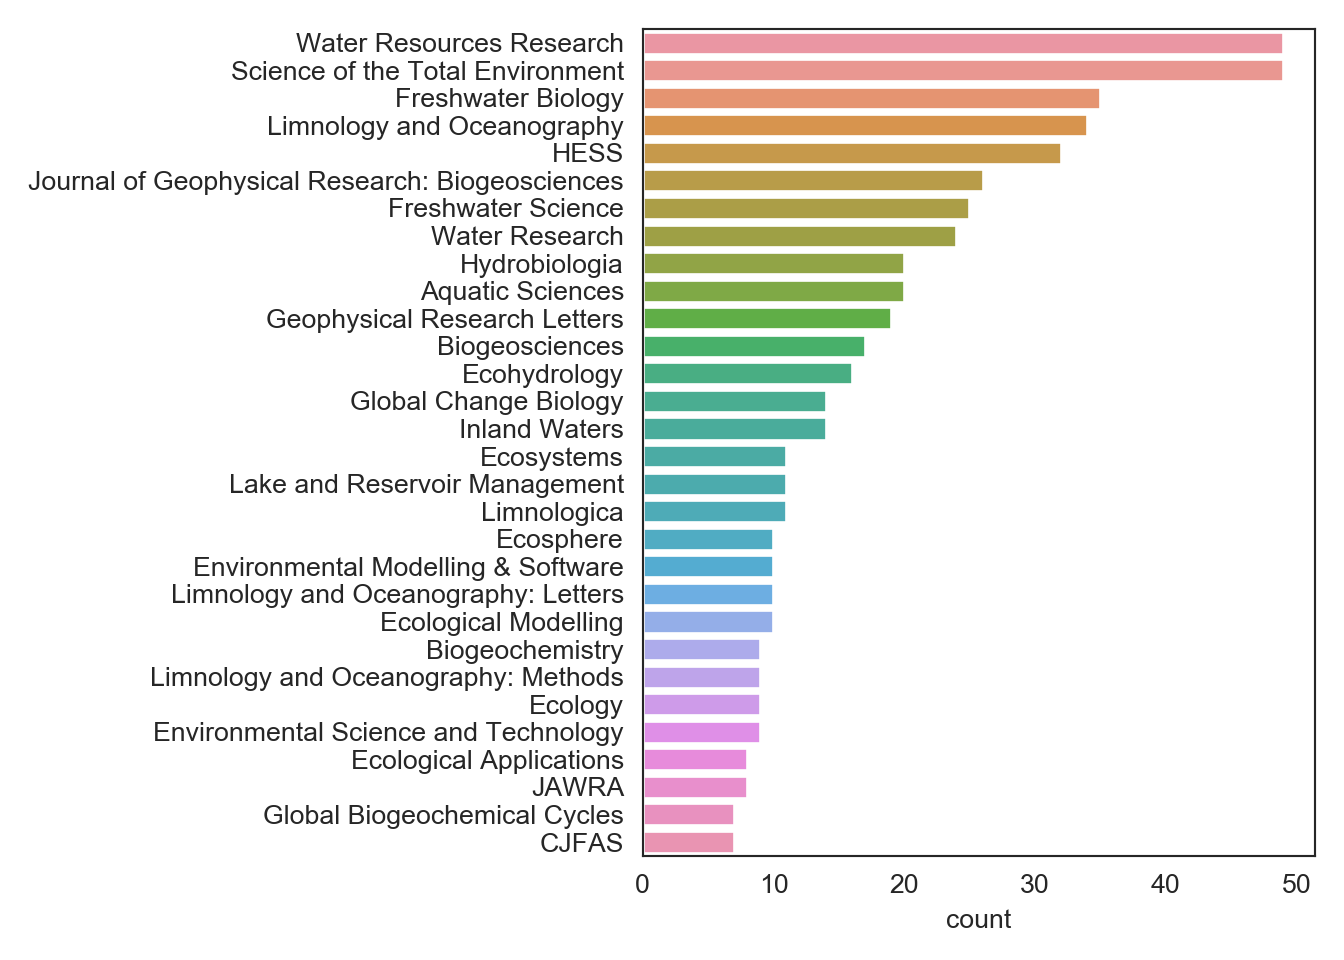 Water Resources Research
Science of the Total Environment
Freshwater Biology
Limnology and Oceanography
HESS
Journal of Geophysical Research: Biogeosciences
Freshwater Science
Water Research
Hydrobiologia
Aquatic Sciences
Geophysical Research Letters
Biogeosciences
Ecohydrology
Global Change Biology
Inland Waters
Ecosystems
Lake and Reservoir Management
Limnologica
Ecosphere
Environmental Modelling & Software
Limnology and Oceanography: Letters
Ecological Modelling
Biogeochemistry
Limnology and Oceanography: Methods
Ecology
Environmental Science and Technology
Ecological Applications
JAWRA
Global Biogeochemical Cycles
CJFAS
0 10 20 30 40 50
count